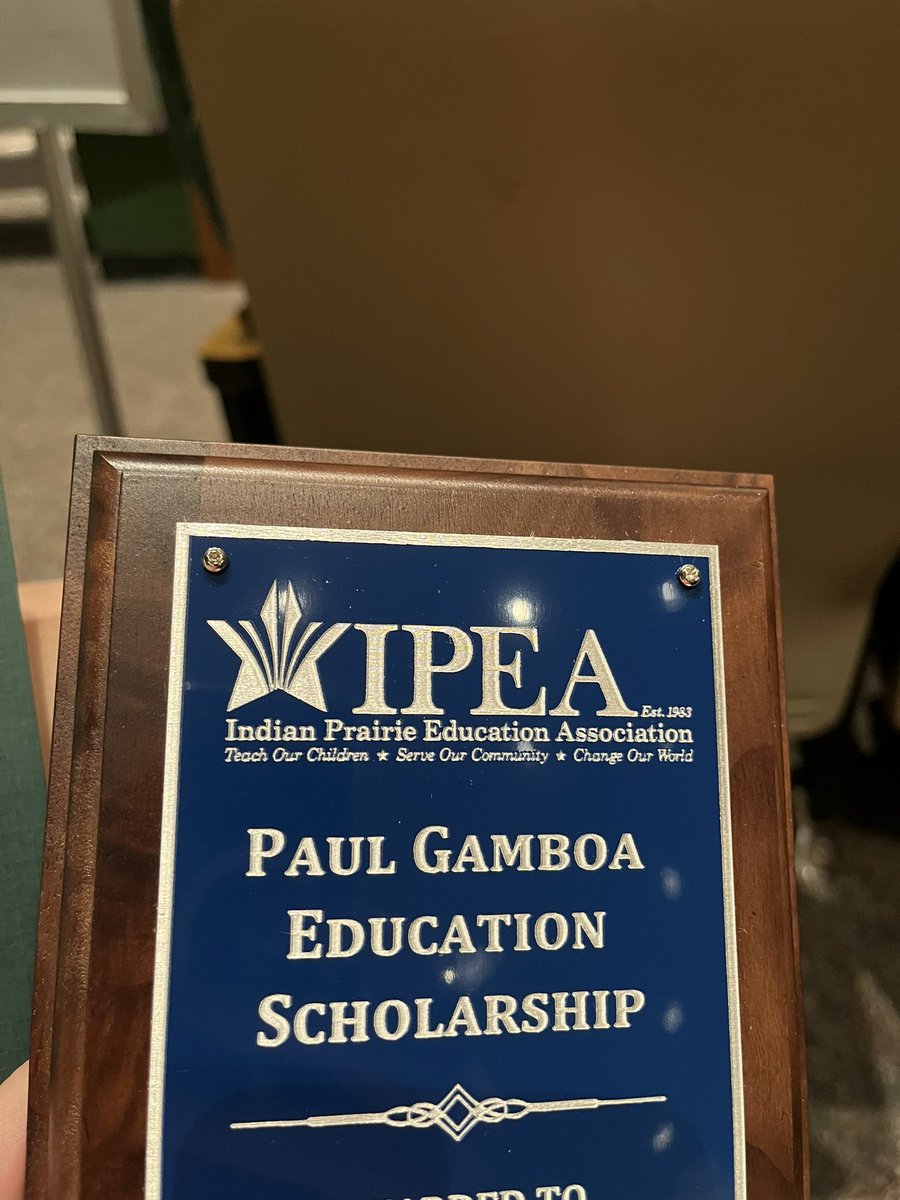 IPEA
Est. 1983
Indian Prairie Education Association
Teach Our Children ★ Serve Our Community ★ Change Our World
PAUL GAMBOA
EDUCATION
SCHOLARSHIP
TO